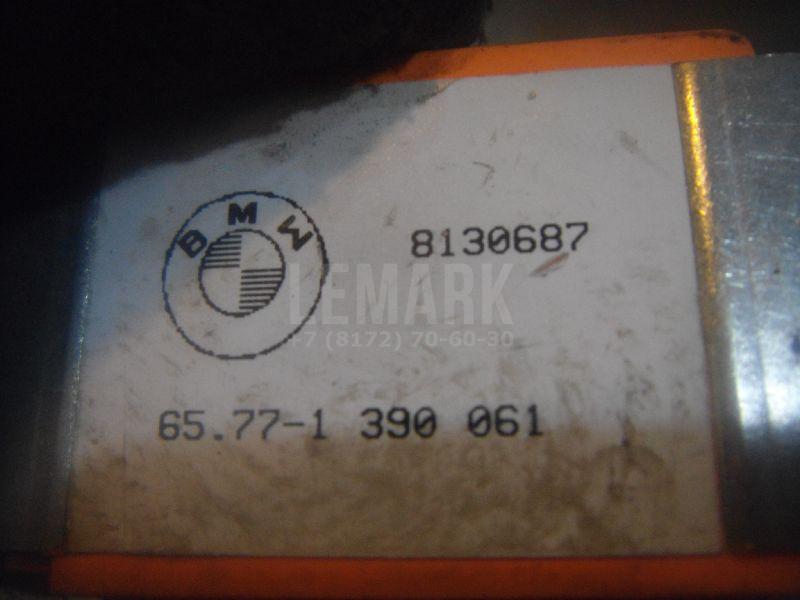 BMW
8130687
LEMARK
+7 (8172) 70-60-30
65.77-1 390 061